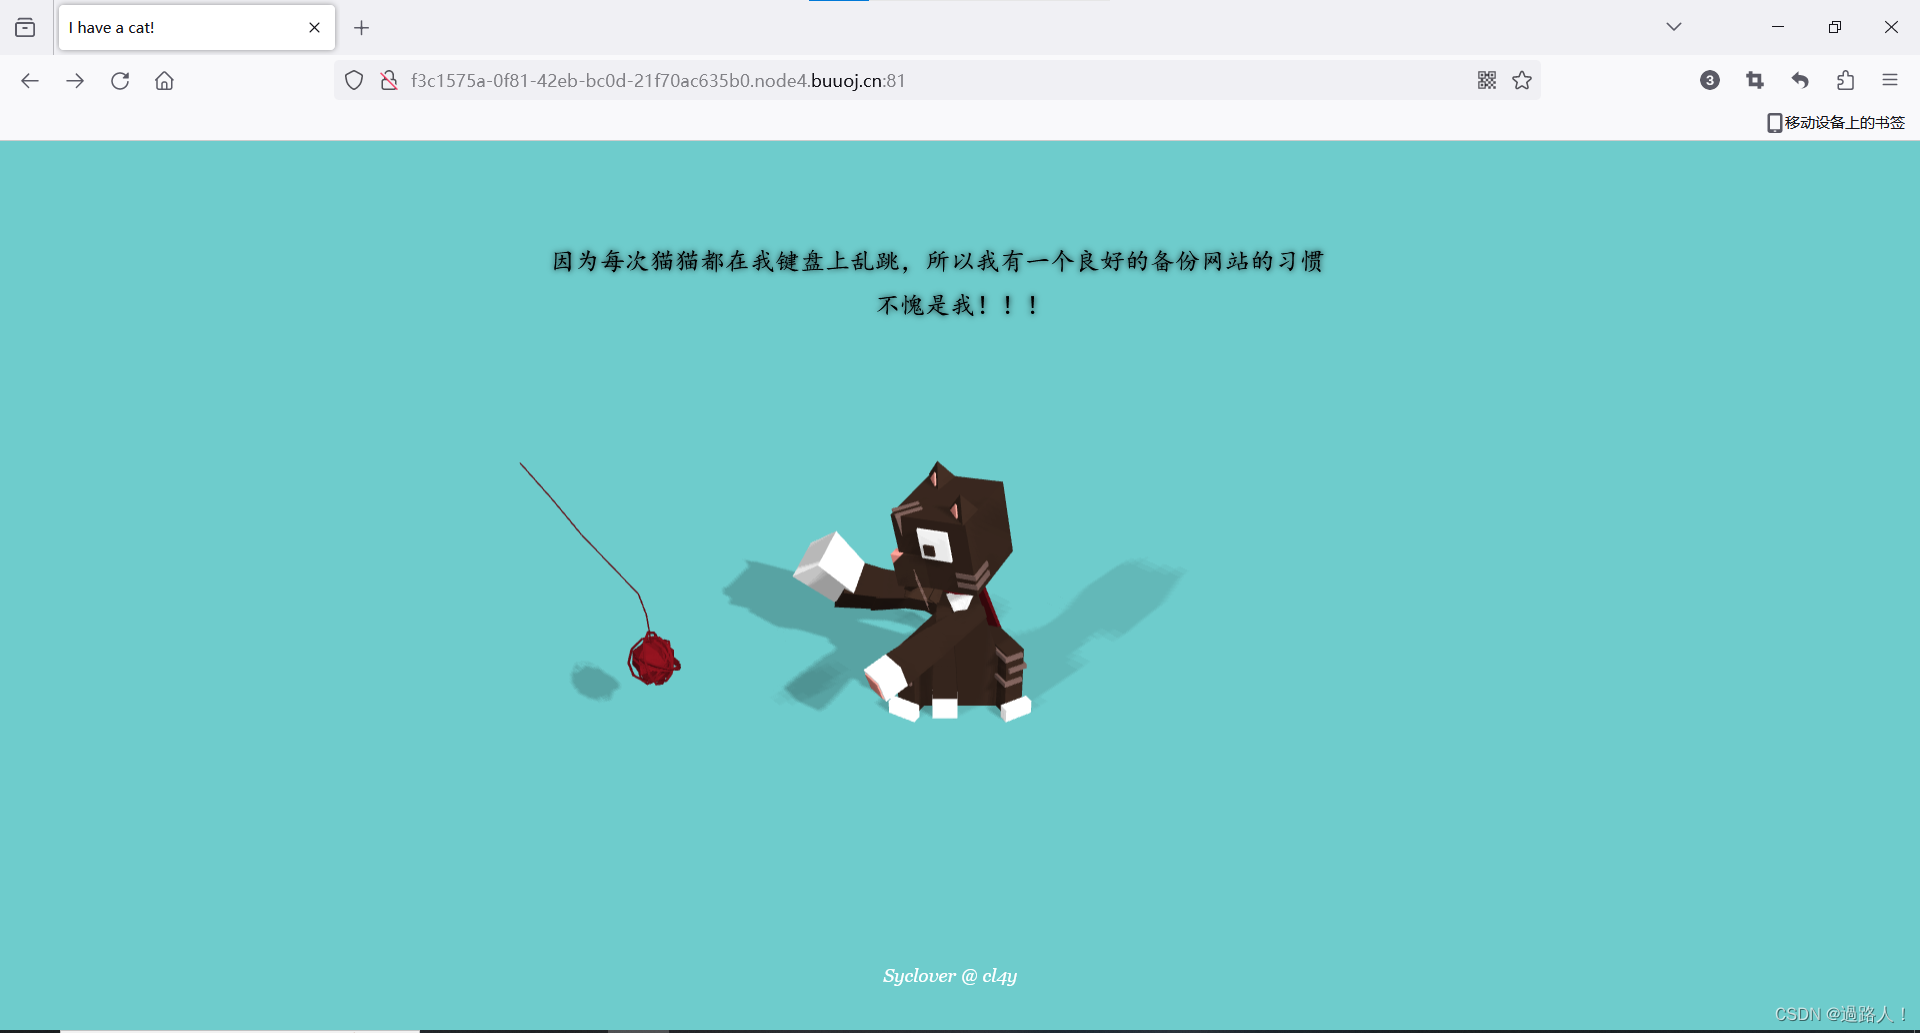 I have a cat!
f3c1575a-0f81-42eb-bc0d-21f70ac635b0.node4.buuoj.cn:81
3
移动设备上的书签
因为每次猫猫都在我键盘上乱跳，所以我有一个良好的备份网站的习惯
不愧是我！！！
Syclover @ cl4y
CSDN @過路人！